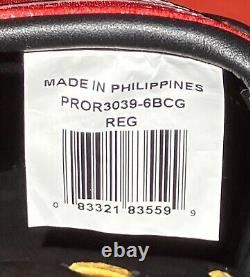 MADE IN PHILIPPINES
PROR3039-6BCG
REG
0 83321 83559 9